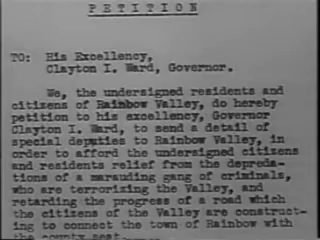 PETITION
TO: His Excellency,
Clayton I. Ward, Governor.
We, the undersigned residents and
citizens of Rainbow Valley, do hereby
petition to his excellency, Governor
Clayton I. Ward, to send a detail of
special deputies to Rainbow Valley, in
order to afford the undersigned citizens
and residents relief from the depreda-
tions of a marauding gang of criminals,
who are terrorizing the Valley, and
retarding the progress of a road which
the citizens of the Valley are construct-
ing to connect the town of Rainbow with
the county seat.